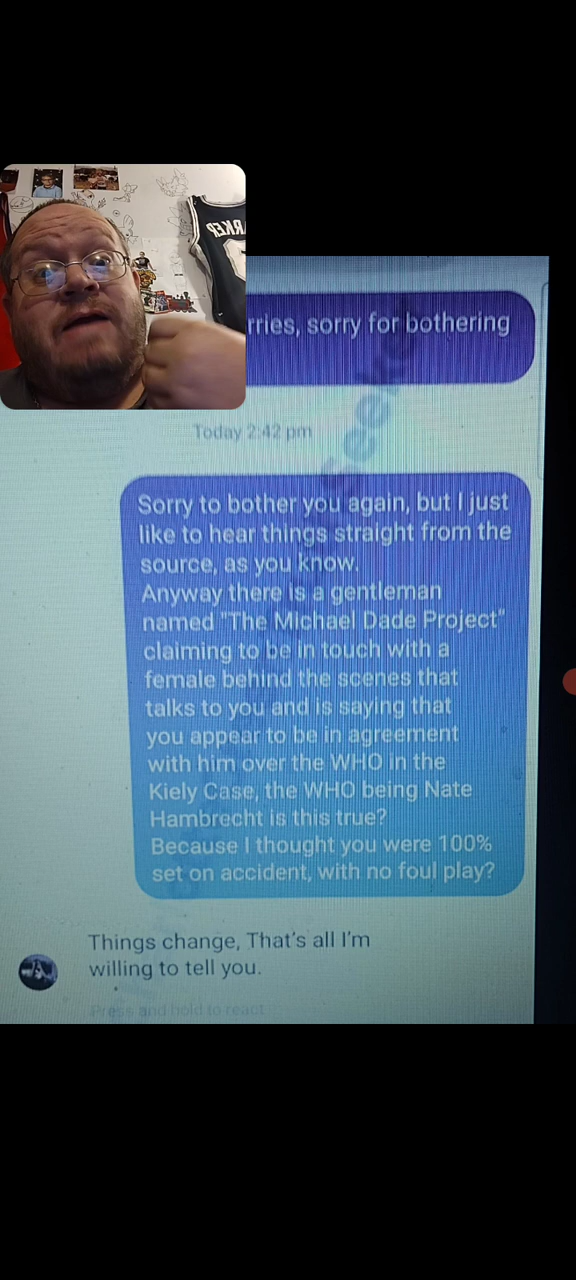 ARKER
rries, sorry for bothering
Today 2:42 pm
Sorry to bother you again, but I just
like to hear things straight from the
source, as you know.
Anyway there is a gentleman
named "The Michael Dade Project"
claiming to be in touch with a
female behind the scenes that
talks to you and is saying that
you appear to be in agreement
with him over the WHO in the
Kiely Case, the WHO being Nate
Hambrecht is this true?
Because I thought you were 100%
set on accident, with no foul play?
Things change, That's all I'm
willing to tell you.
Press and hold to react